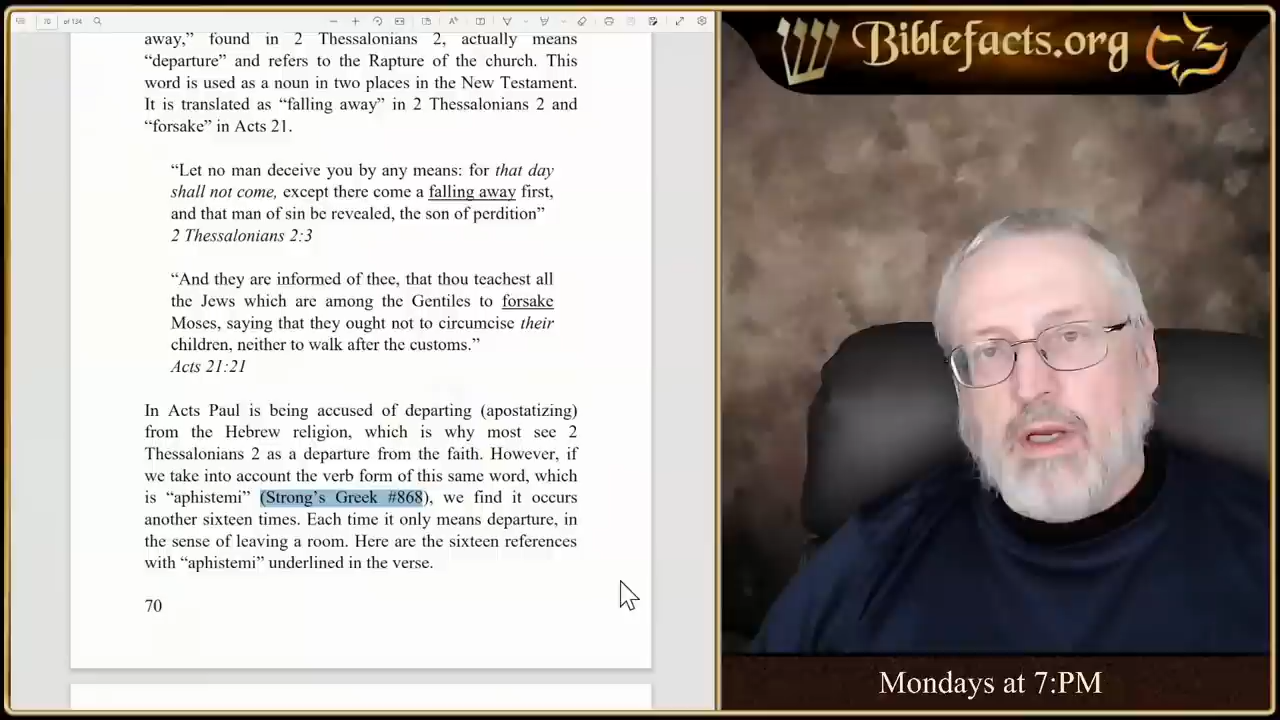 70 of 134
away,” found in 2 Thessalonians 2, actually means
“departure” and refers to the Rapture of the church. This
word is used as a noun in two places in the New Testament.
It is translated as “falling away” in 2 Thessalonians 2 and
“forsake” in Acts 21.
“Let no man deceive you by any means: for that day
shall not come, except there come a falling away first,
and that man of sin be revealed, the son of perdition”
2 Thessalonians 2:3
“And they are informed of thee, that thou teachest all
the Jews which are among the Gentiles to forsake
Moses, saying that they ought not to circumcise their
children, neither to walk after the customs.”
Acts 21:21
In Acts Paul is being accused of departing (apostatizing)
from the Hebrew religion, which is why most see 2
Thessalonians 2 as a departure from the faith. However, if
we take into account the verb form of this same word, which
is “aphistemi” (Strong’s Greek #868), we find it occurs
another sixteen times. Each time it only means departure, in
the sense of leaving a room. Here are the sixteen references
with “aphistemi” underlined in the verse.
70
Biblefacts.org
Mondays at 7:PM